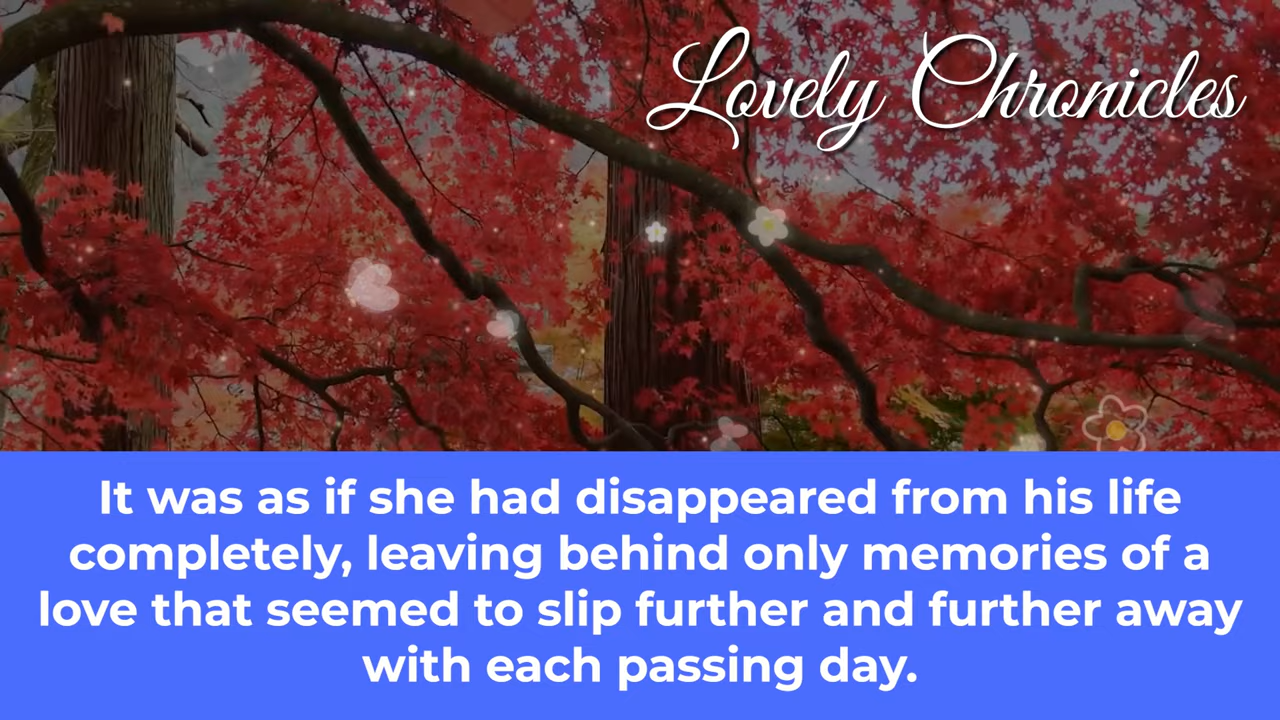 Lovely Chronicles
It was as if she had disappeared from his life
completely, leaving behind only memories of a
love that seemed to slip further and further away
with each passing day.